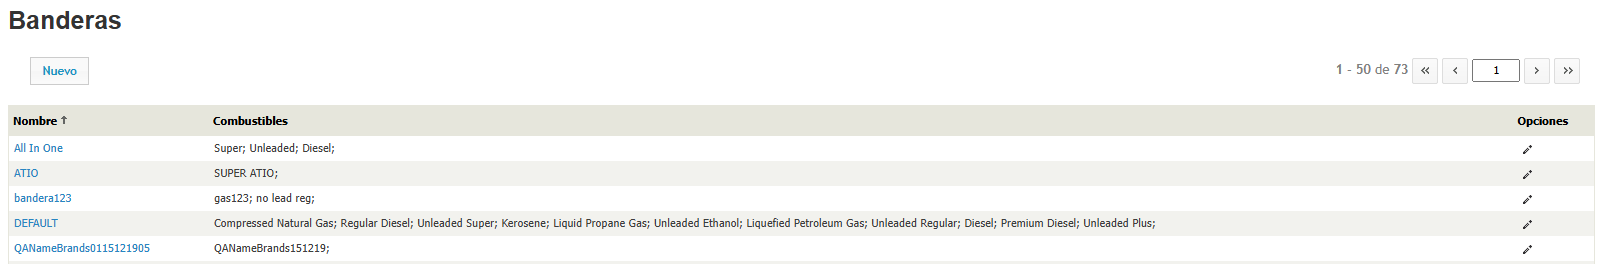 Banderas
Nuevo
1 - 50 de 73 « ‹ 1 › »
Nombre ↑ Combustibles Opciones
All In One Super; Unleaded; Diesel;
ATIO SUPER ATIO;
bandera123 gas123; no lead reg;
DEFAULT Compressed Natural Gas; Regular Diesel; Unleaded Super; Kerosene; Liquid Propane Gas; Unleaded Ethanol; Liquefied Petroleum Gas; Unleaded Regular; Diesel; Premium Diesel; Unleaded Plus;
QANameBrands0115121905 QANameBrands151219;